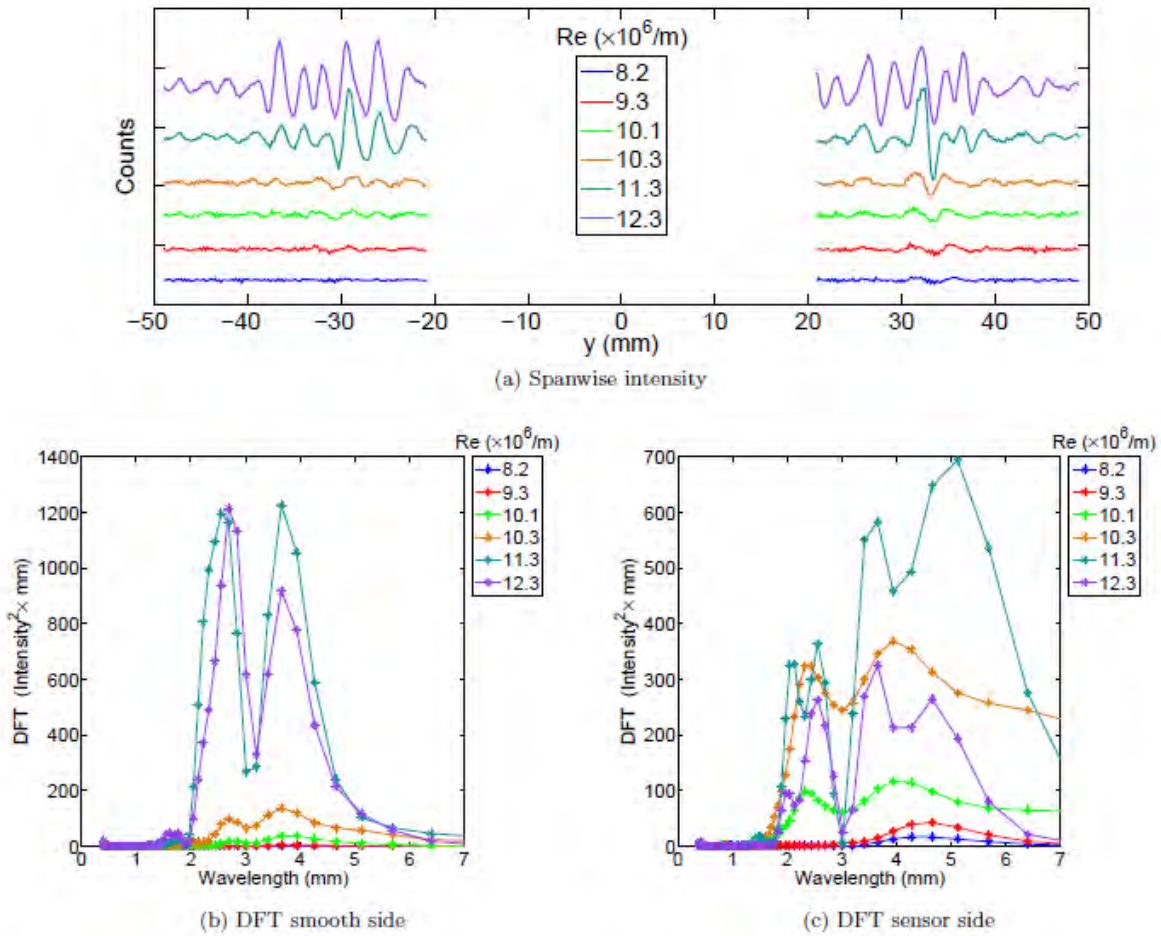 Re (×10⁶/m)
8.2
9.3
10.1
10.3
11.3
12.3
Counts
−50 −40 −30 −20 −10 0 10 20 30 40 50
y (mm)
(a) Spanwise intensity
Re (×10⁶/m)
8.2
9.3
10.1
10.3
11.3
12.3
1400
1200
1000
800
600
400
200
0
DFT (Intensity²× mm)
0 1 2 3 4 5 6 7
Wavelength (mm)
(b) DFT smooth side
Re (×10⁶/m)
8.2
9.3
10.1
10.3
11.3
12.3
700
600
500
400
300
200
100
0
DFT (Intensity²× mm)
0 1 2 3 4 5 6 7
Wavelength (mm)
(c) DFT sensor side